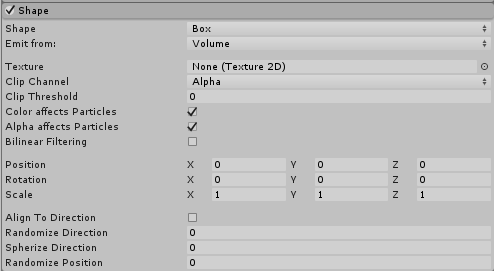 Shape
Shape Box
Emit from: Volume
Texture None (Texture 2D)
Clip Channel Alpha
Clip Threshold 0
Color affects Particles
Alpha affects Particles
Bilinear Filtering
Position X 0 Y 0 Z 0
Rotation X 0 Y 0 Z 0
Scale X 1 Y 1 Z 1
Align To Direction
Randomize Direction 0
Spherize Direction 0
Randomize Position 0